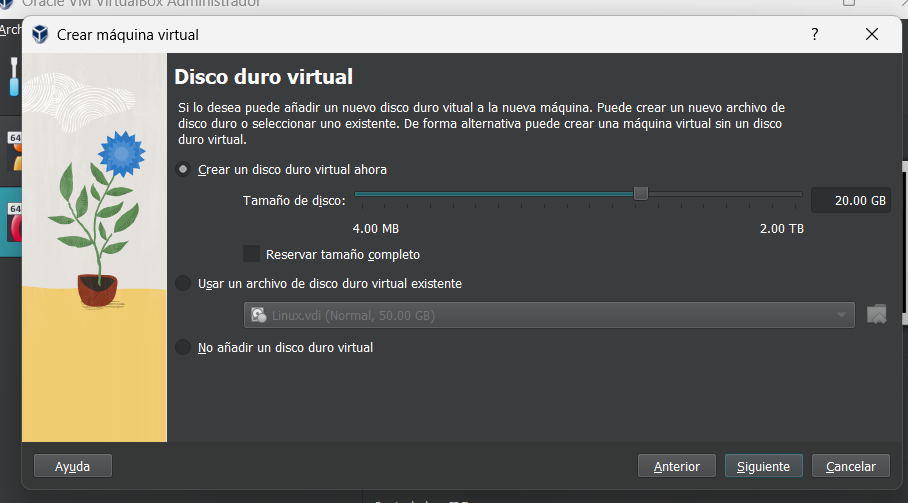 Oracle VM VirtualBox Administrador
Arch
Crear máquina virtual
?
64
64
Disco duro virtual
Si lo desea puede añadir un nuevo disco duro vitual a la nueva máquina. Puede crear un nuevo archivo de
disco duro o seleccionar uno existente. De forma alternativa puede crear una máquina virtual sin un disco
duro virtual.
Crear un disco duro virtual ahora
Tamaño de disco:
20.00 GB
4.00 MB
2.00 TB
Reservar tamaño completo
Usar un archivo de disco duro virtual existente
Linux.vdi (Normal, 50.00 GB)
No añadir un disco duro virtual
Ayuda
Anterior
Siguiente
Cancelar